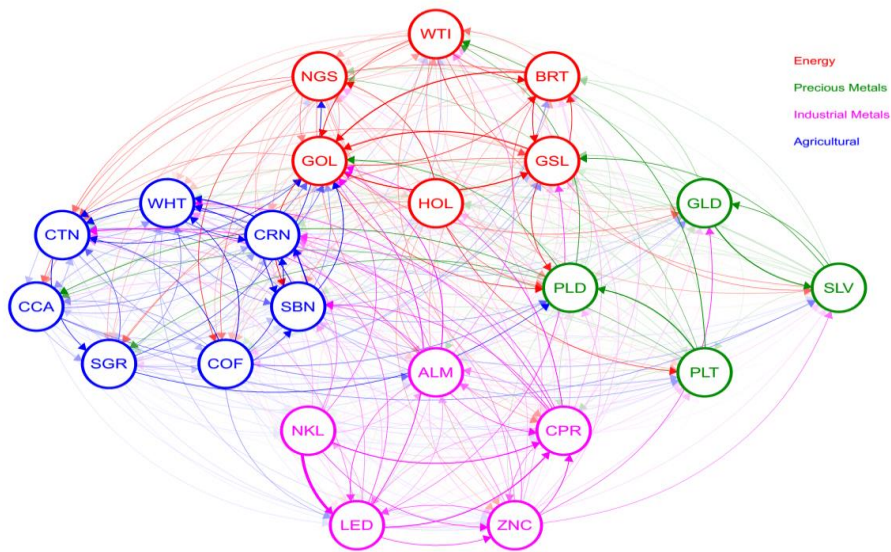 WTI
NGS
BRT
Energy
Precious Metals
Industrial Metals
Agricultural
GOL
GSL
WHT
HOL
GLD
CTN
CRN
CCA
SBN
PLD
SLV
SGR
COF
ALM
PLT
NKL
CPR
LED
ZNC